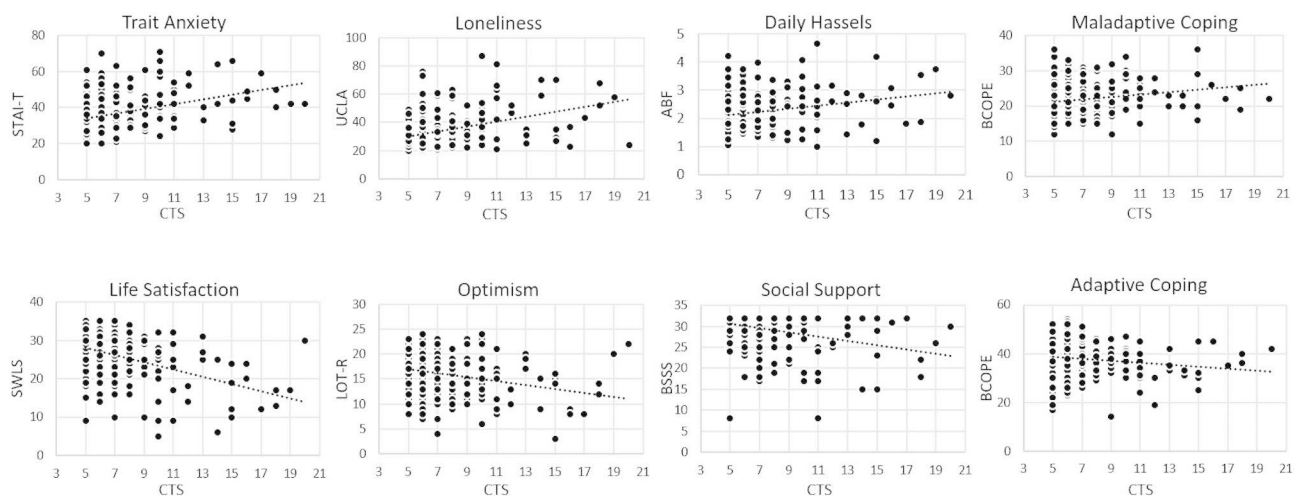 Trait Anxiety
80
60
40
20
0
STAI-T
3 5 7 9 11 13 15 17 19 21
CTS
Loneliness
100
80
60
40
20
0
UCLA
3 5 7 9 11 13 15 17 19 21
CTS
Daily Hassels
5
4
3
2
1
0
ABF
3 5 7 9 11 13 15 17 19 21
CTS
Maladaptive Coping
40
30
20
10
0
BCOPE
3 5 7 9 11 13 15 17 19 21
CTS
Life Satisfaction
40
30
20
10
0
SWLS
3 5 7 9 11 13 15 17 19 21
CTS
Optimism
30
25
20
15
10
5
0
LOT-R
3 5 7 9 11 13 15 17 19 21
CTS
Social Support
35
30
25
20
15
10
5
0
BSSS
3 5 7 9 11 13 15 17 19 21
CTS
Adaptive Coping
60
40
20
0
BCOPE
3 5 7 9 11 13 15 17 19 21
CTS